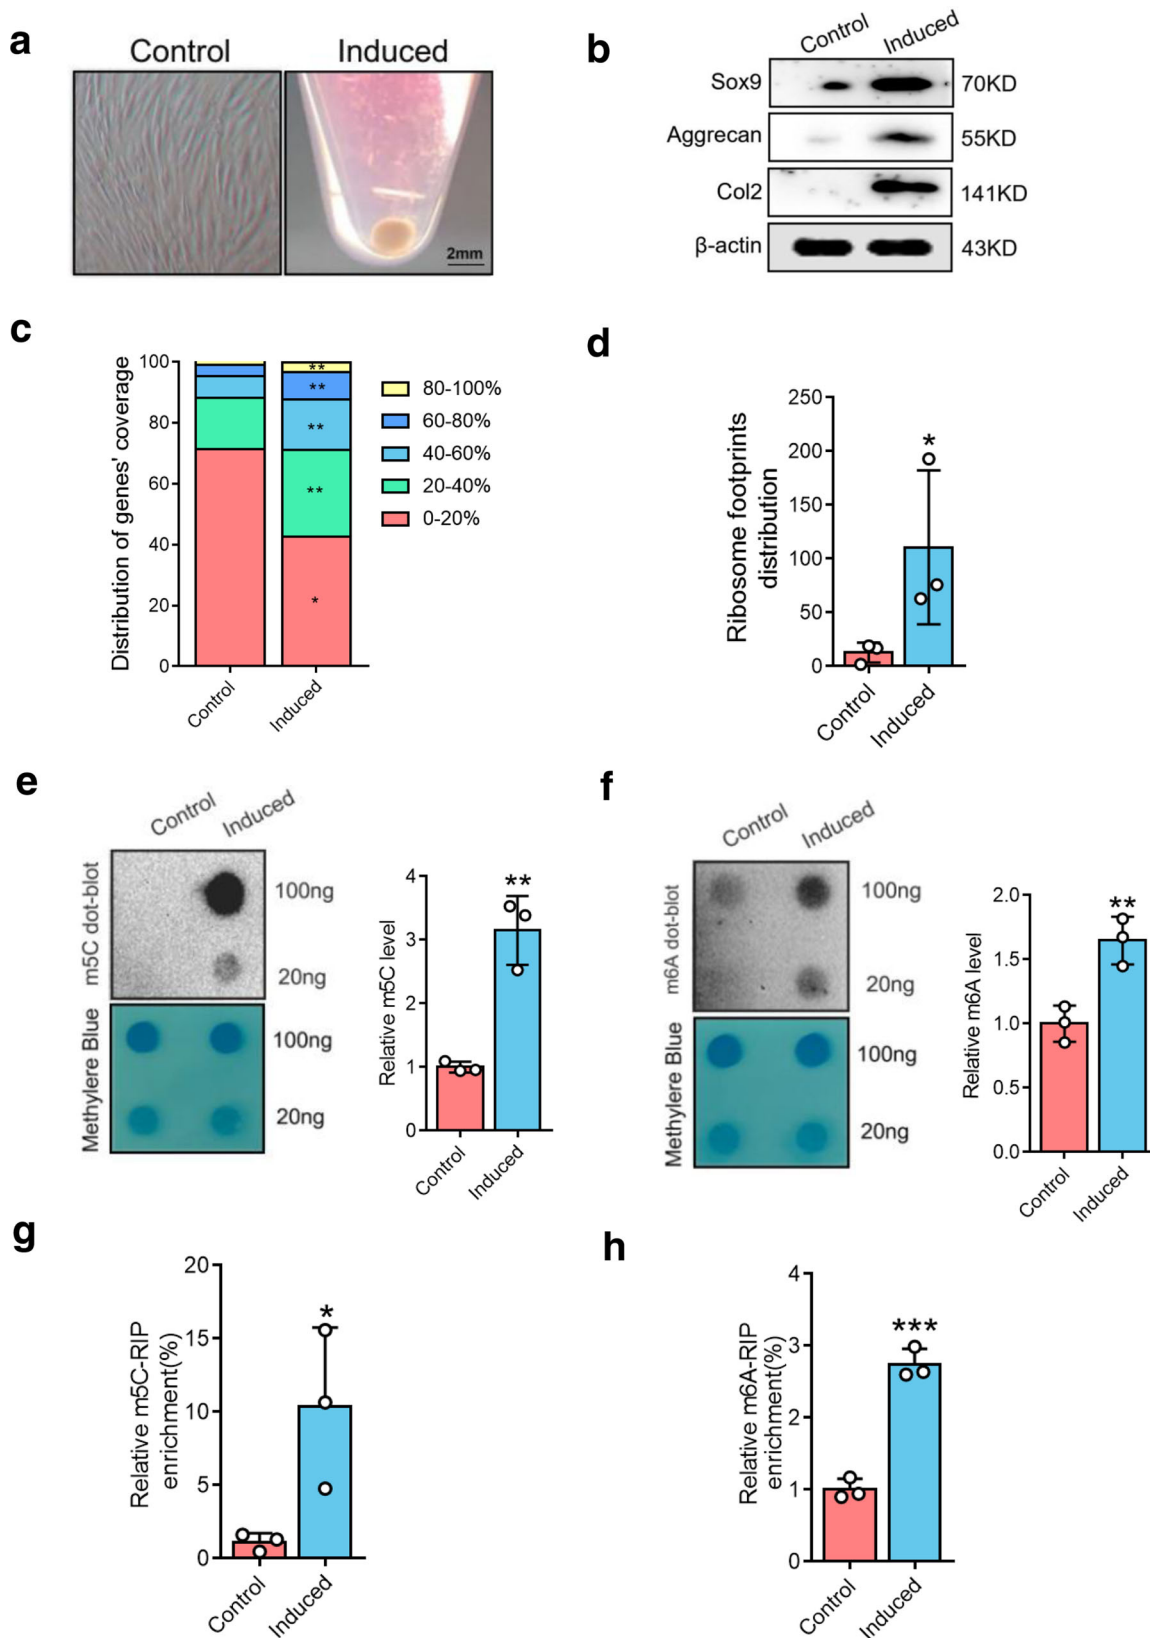 a
Control
Induced
2mm
b
Control
Induced
Sox9
70KD
Aggrecan
55KD
Col2
141KD
β-actin
43KD
c
Distribution of genes' coverage
100
80
60
40
20
0
**
**
**
**
*
Control
Induced
80-100%
60-80%
40-60%
20-40%
0-20%
d
Ribosome footprints
distribution
250
200
150
100
50
0
*
Control
Induced
e
Control
Induced
m5C dot-blot
100ng
20ng
Methylere Blue
100ng
20ng
Relative m5C level
4
3
2
1
0
**
Control
Induced
f
Control
Induced
m6A dot-blot
100ng
20ng
Methylere Blue
100ng
20ng
Relative m6A level
2.0
1.5
1.0
0.5
0.0
**
Control
Induced
g
Relative m5C-RIP
enrichment(%)
20
15
10
5
0
*
Control
Induced
h
Relative m6A-RIP
enrichment(%)
4
3
2
1
0
***
Control
Induced